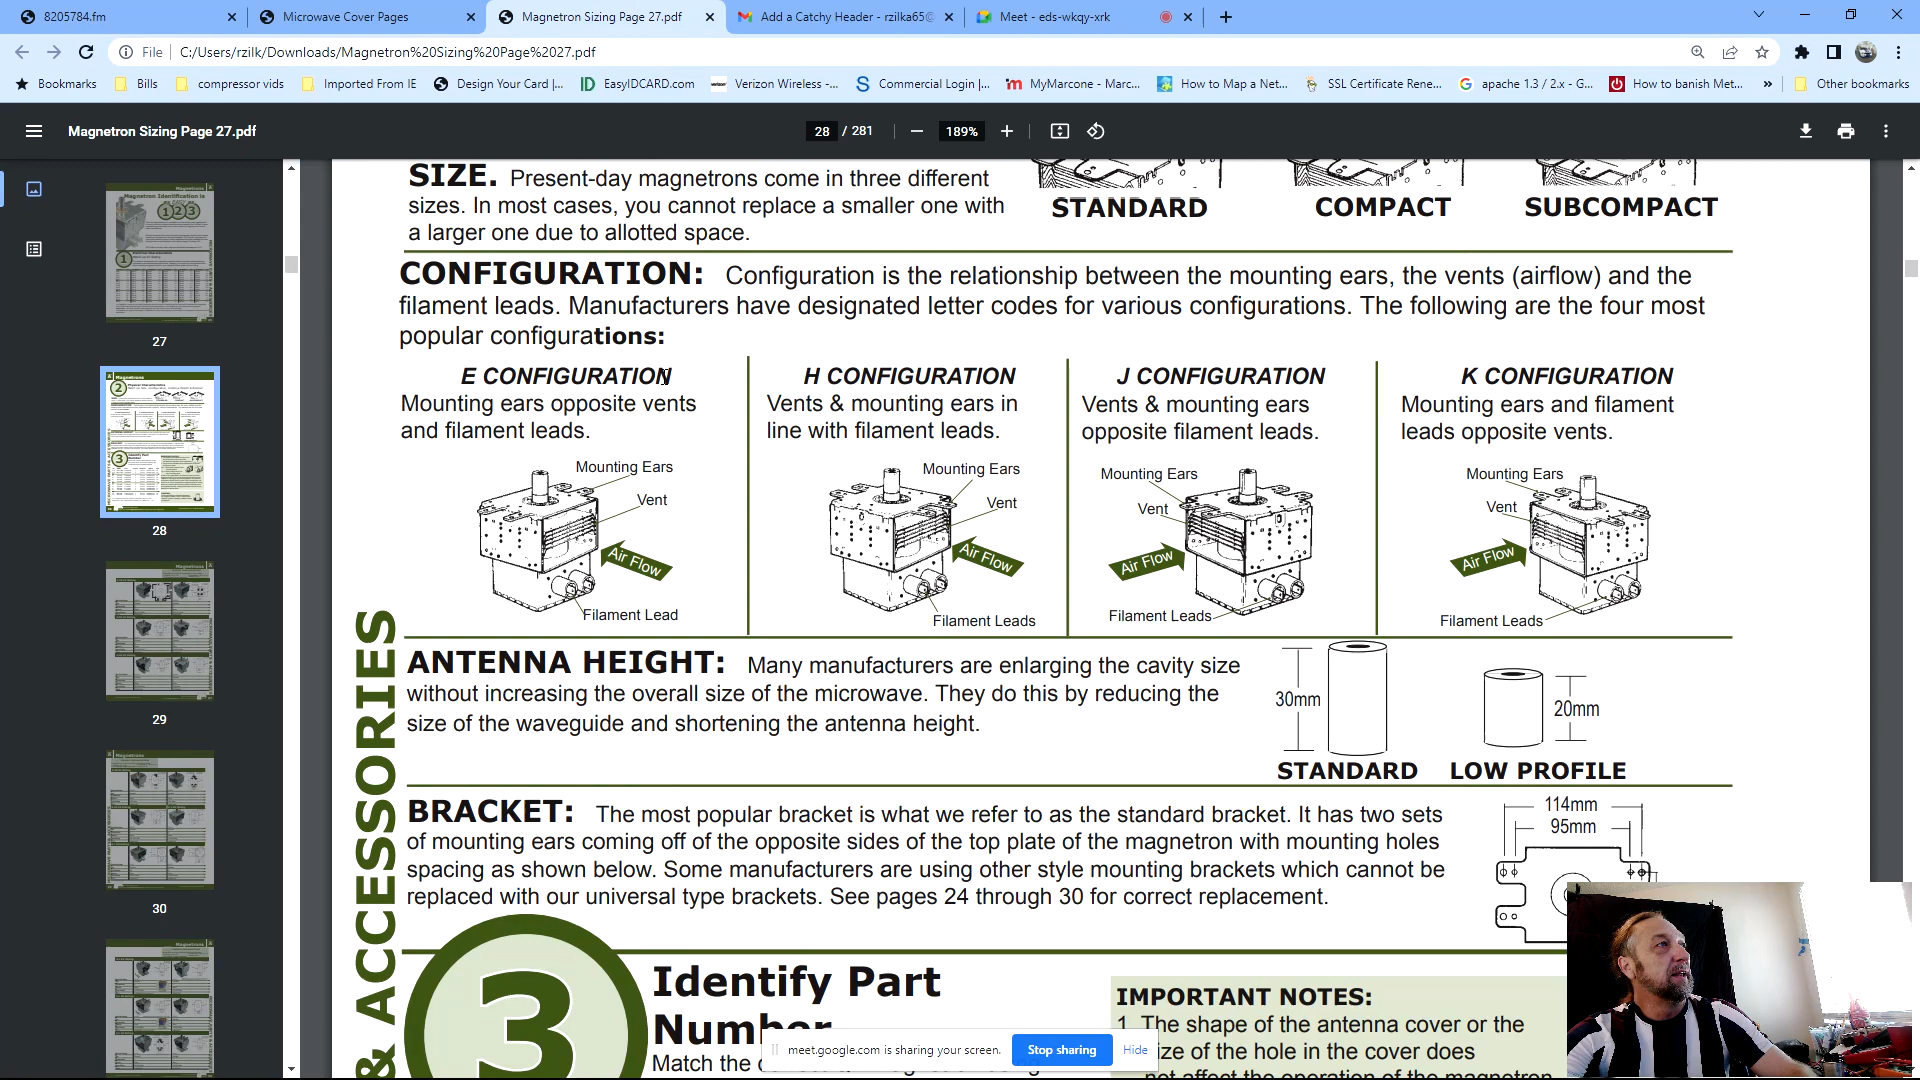 8205784.fm
Microwave Cover Pages
Magnetron Sizing Page 27.pdf
Add a Catchy Header - rzilka65@
Meet - eds-wkqy-xrk
File
C:/Users/rzilk/Downloads/Magnetron%20Sizing%20Page%2027.pdf
Bookmarks
Bills
compressor vids
Imported From IE
Design Your Card |...
EasyIDCARD.com
Verizon Wireless -...
Commercial Login |...
MyMarcone - Marc...
How to Map a Net...
SSL Certificate Rene...
apache 1.3 / 2.x - G...
How to banish Met...
»
Other bookmarks
Magnetron Sizing Page 27.pdf
28 / 281
189%
27
28
29
30
SIZE. Present-day magnetrons come in three different
sizes. In most cases, you cannot replace a smaller one with
a larger one due to allotted space.
STANDARD
COMPACT
SUBCOMPACT
CONFIGURATION: Configuration is the relationship between the mounting ears, the vents (airflow) and the
filament leads. Manufacturers have designated letter codes for various configurations. The following are the four most
popular configurations:
E CONFIGURATION
Mounting ears opposite vents
and filament leads.
Mounting Ears
Vent
Air Flow
Filament Lead
H CONFIGURATION
Vents & mounting ears in
line with filament leads.
Mounting Ears
Vent
Air Flow
Filament Leads
J CONFIGURATION
Vents & mounting ears
opposite filament leads.
Mounting Ears
Vent
Air Flow
Filament Leads
K CONFIGURATION
Mounting ears and filament
leads opposite vents.
Mounting Ears
Vent
Air Flow
Filament Leads
ANTENNA HEIGHT: Many manufacturers are enlarging the cavity size
without increasing the overall size of the microwave. They do this by reducing the
size of the waveguide and shortening the antenna height.
30mm
20mm
STANDARD
LOW PROFILE
BRACKET: The most popular bracket is what we refer to as the standard bracket. It has two sets
of mounting ears coming off of the opposite sides of the top plate of the magnetron with mounting holes
spacing as shown below. Some manufacturers are using other style mounting brackets which cannot be
replaced with our universal type brackets. See pages 24 through 30 for correct replacement.
114mm
95mm
& ACCESSORIES
3
Identify Part
Number
Match the
IMPORTANT NOTES:
1. The shape of the antenna cover or the
ize of the hole in the cover does
not affect the operation of the magnetron
meet.google.com is sharing your screen.
Stop sharing
Hide